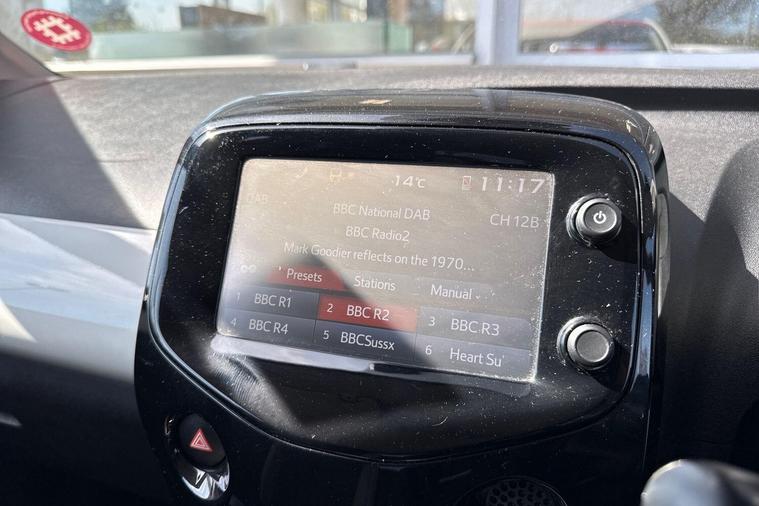 14°C 11:17
DAB
BBC National DAB CH 12B
BBC Radio2
Mark Goodier reflects on the 1970...
Presets Stations Manual
1 BBC R1 2 BBC R2 3 BBC R3
4 BBC R4 5 BBCSussx 6 Heart Su'